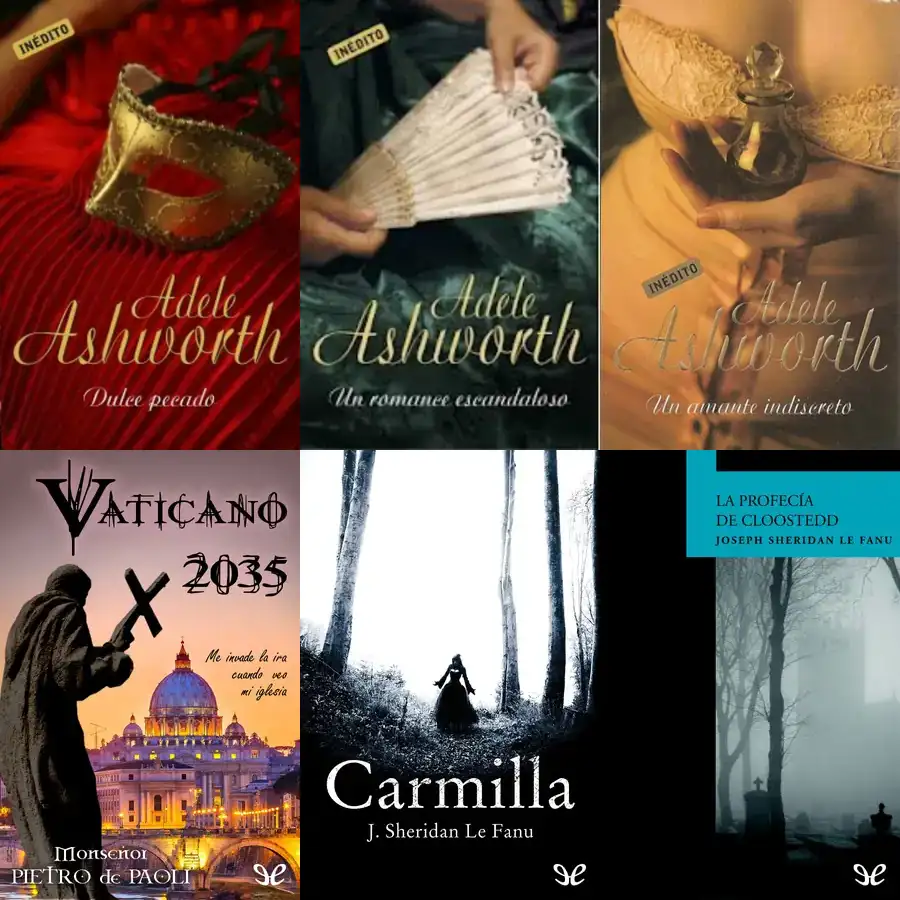 INÉDITO
Adele
Ashworth
Dulce pecado
INÉDITO
Adele
Ashworth
Un romance escandaloso
INÉDITO
Adele
Ashworth
Un amante indiscreto
VATICANO
2035
Me invade la ira
cuando veo
mi iglesia
Monseñor
PIETRO de PAOLI
Carmilla
J. Sheridan Le Fanu
LA PROFECÍA
DE CLOOSTEDD
JOSEPH SHERIDAN LE FANU